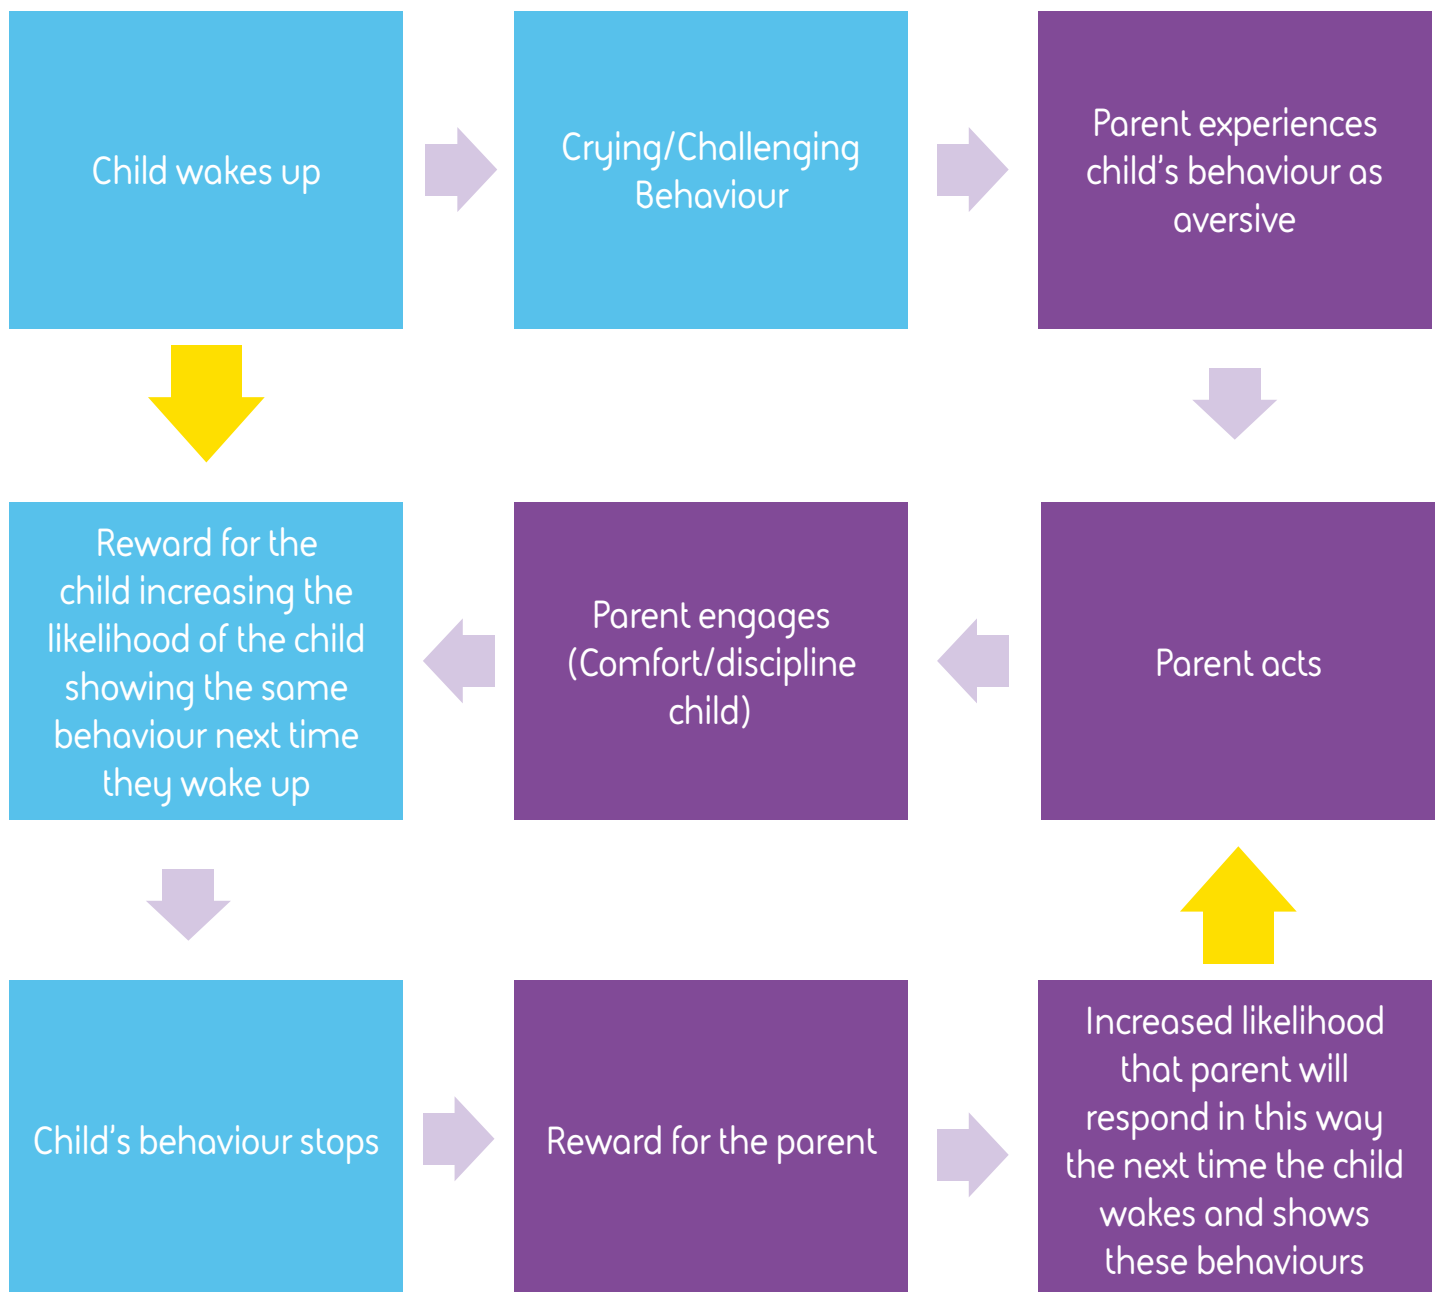 Child wakes up
Crying/Challenging
Behaviour
Parent experiences
child's behaviour as
aversive
Reward for the
child increasing the
likelihood of the child
showing the same
behaviour next time
they wake up
Parent engages
(Comfort/discipline
child)
Parent acts
Child's behaviour stops
Reward for the parent
Increased likelihood
that parent will
respond in this way
the next time the child
wakes and shows
these behaviours